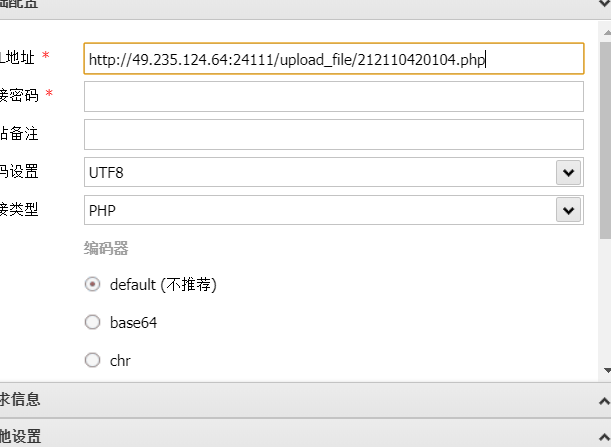 础配置
L地址 *
http://49.235.124.64:24111/upload_file/212110420104.php
接密码 *
站备注
码设置
UTF8
接类型
PHP
编码器
default (不推荐)
base64
chr
求信息
他设置